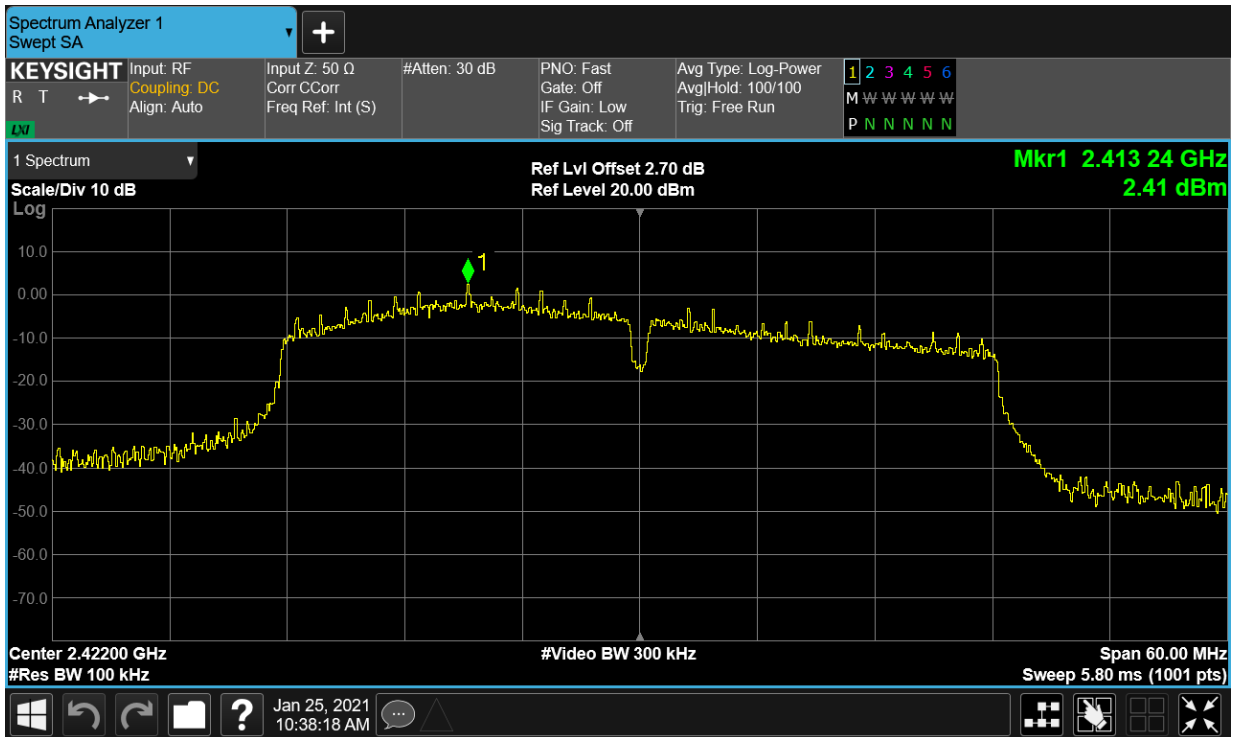 Spectrum Analyzer 1
Swept SA
KEYSIGHT
R T
LXI
Input: RF
Coupling: DC
Align: Auto
Input Z: 50 Ω
Corr CCorr
Freq Ref: Int (S)
#Atten: 30 dB
PNO: Fast
Gate: Off
IF Gain: Low
Sig Track: Off
Avg Type: Log-Power
Avg|Hold: 100/100
Trig: Free Run
1 2 3 4 5 6
M W W W W W
P N N N N N
1 Spectrum
Scale/Div 10 dB
Log
Ref Lvl Offset 2.70 dB
Ref Level 20.00 dBm
Mkr1 2.413 24 GHz
2.41 dBm
1
10.0
0.00
-10.0
-20.0
-30.0
-40.0
-50.0
-60.0
-70.0
Center 2.42200 GHz
#Res BW 100 kHz
#Video BW 300 kHz
Span 60.00 MHz
Sweep 5.80 ms (1001 pts)
?
Jan 25, 2021
10:38:18 AM